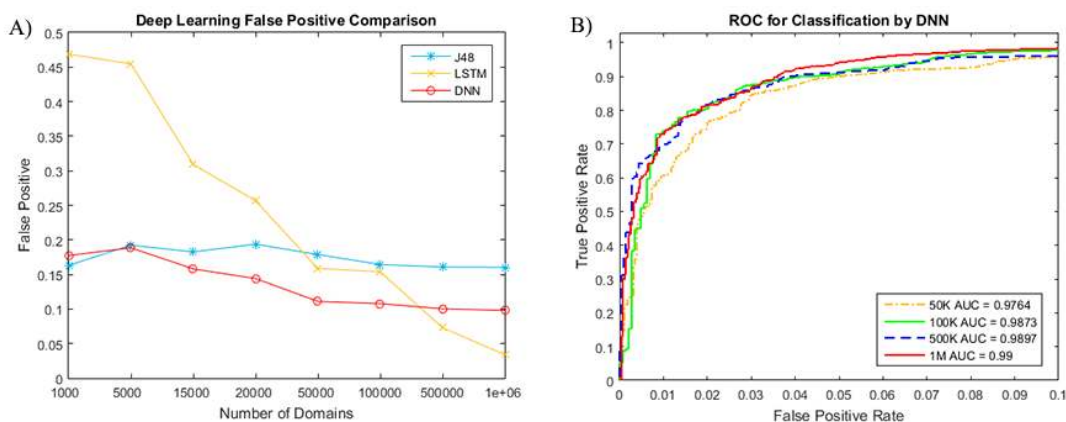 A)
Deep Learning False Positive Comparison
False Positive
0.5
0.45
0.4
0.35
0.3
0.25
0.2
0.15
0.1
0.05
0
J48
LSTM
DNN
1000 5000 15000 20000 50000 100000 500000 1e+06
Number of Domains
B)
ROC for Classification by DNN
True Positive Rate
1
0.9
0.8
0.7
0.6
0.5
0.4
0.3
0.2
0.1
0
50K AUC = 0.9764
100K AUC = 0.9873
500K AUC = 0.9897
1M AUC = 0.99
0 0.01 0.02 0.03 0.04 0.05 0.06 0.07 0.08 0.09 0.1
False Positive Rate